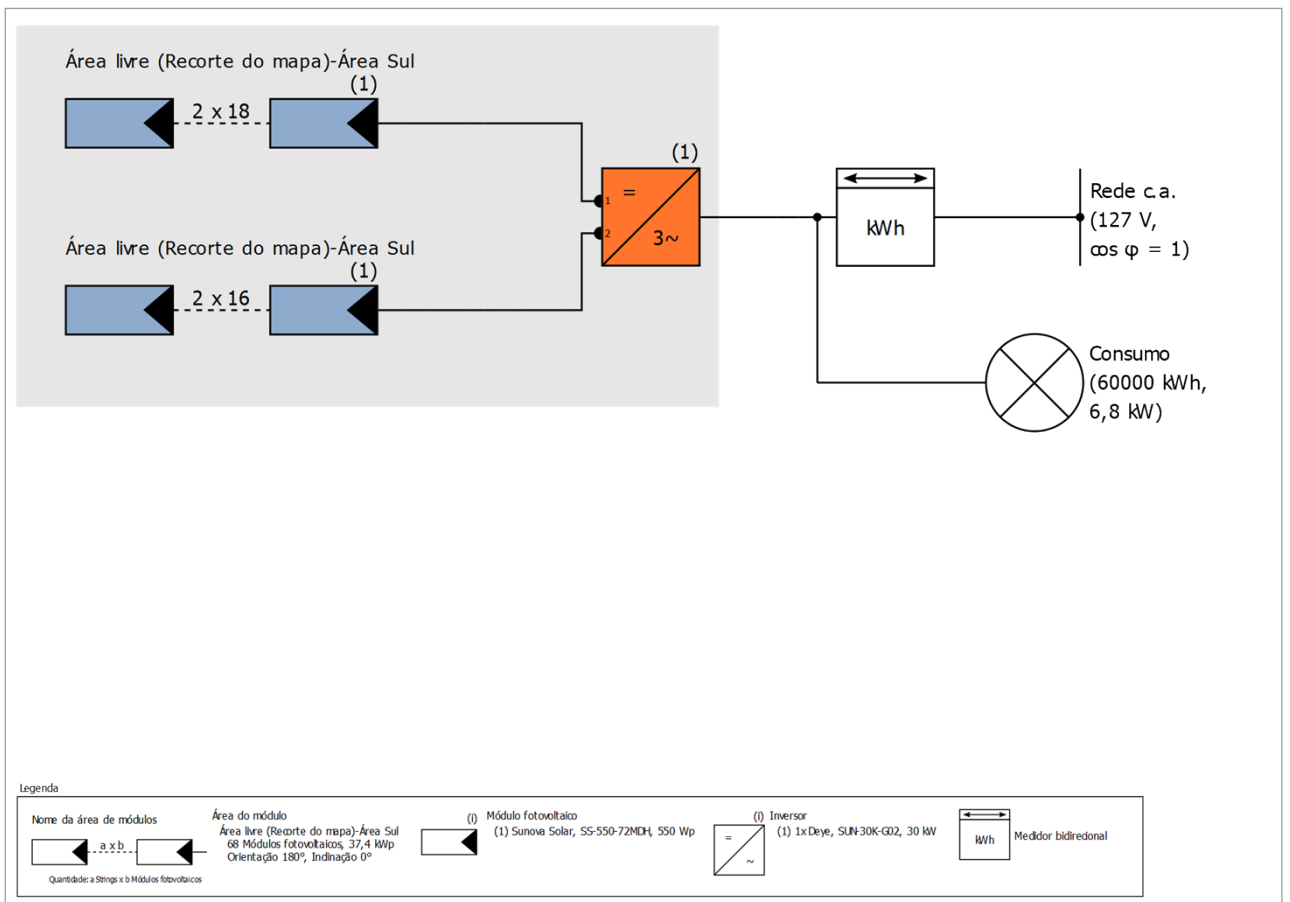 Área livre (Recorte do mapa)-Área Sul
(1)
2 x 18
(1)
=
1
2
3~
Área livre (Recorte do mapa)-Área Sul
(1)
2 x 16
kWh
Rede c.a.
(127 V,
cos φ = 1)
Consumo
(60000 kWh,
6,8 kW)
Legenda
Nome da área de módulos
a x b
Quantidade: a Strings x b Módulos fotovoltaicos
Área do módulo
Área livre (Recorte do mapa)-Área Sul
68 Módulos fotovoltaicos, 37,4 kWp
Orientação 180°, Inclinação 0°
(i) Módulo fotovoltaico
(1) Sunova Solar, SS-550-72MDH, 550 Wp
(i) Inversor
(1) 1x Deye, SUN-30K-G02, 30 kW
=
~
kWh
Medidor bidirecional